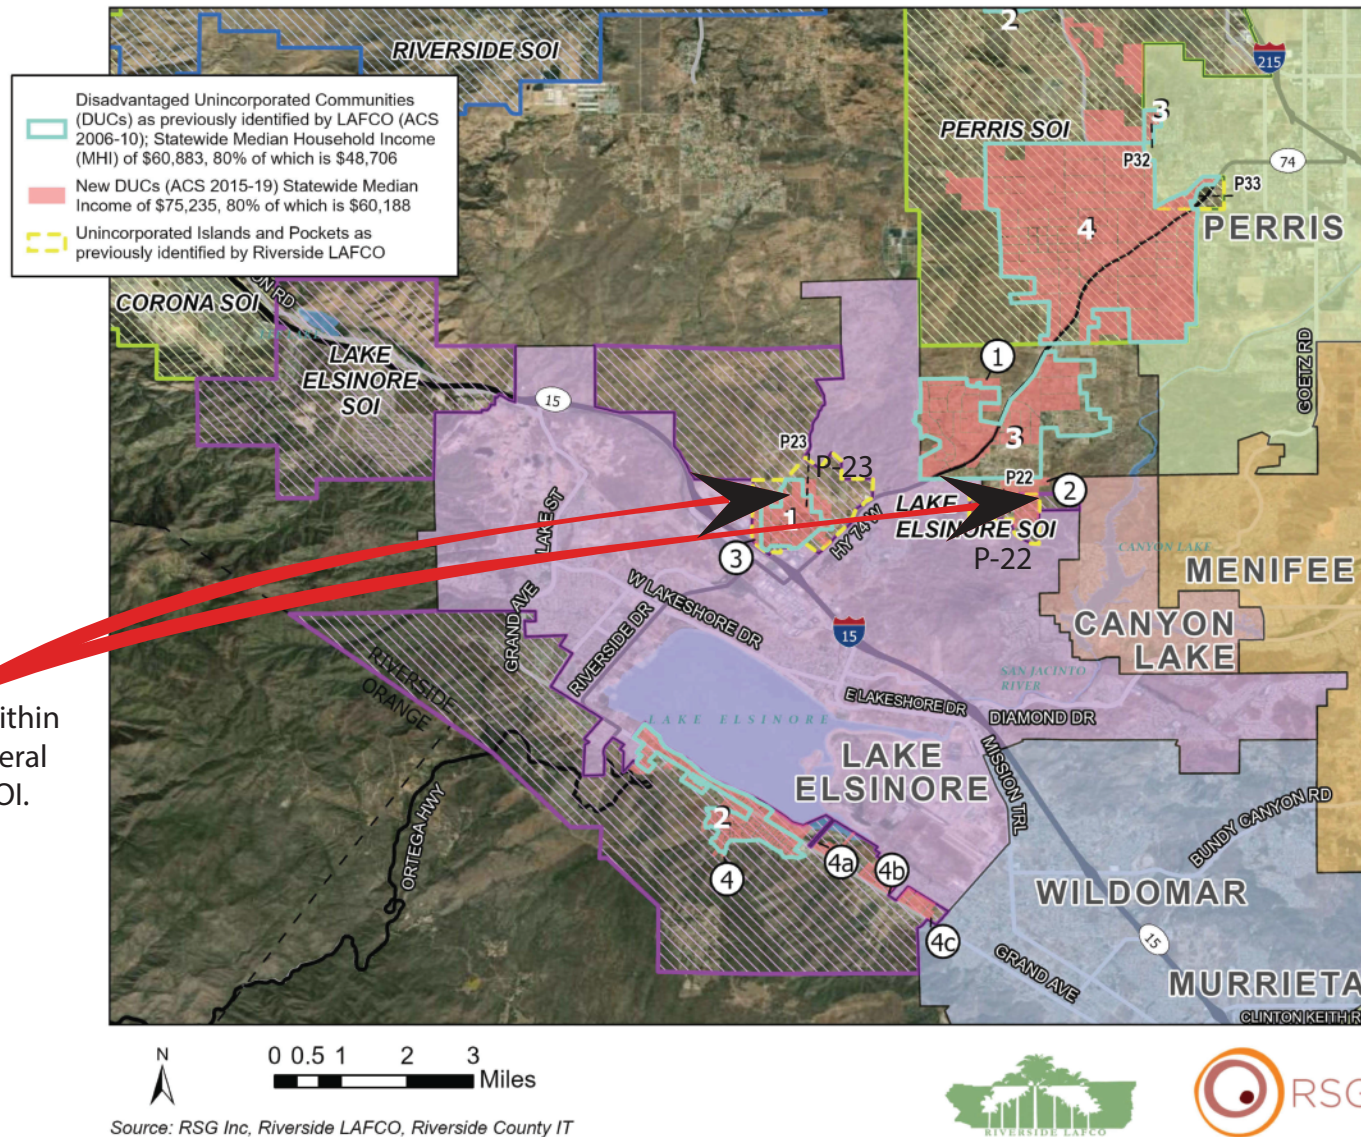 RIVERSIDE SOI
2
215
Disadvantaged Unincorporated Communities
(DUCs) as previously identified by LAFCO (ACS
2006-10); Statewide Median Household Income
(MHI) of $60,883, 80% of which is $48,706
New DUCs (ACS 2015-19) Statewide Median
Income of $75,235, 80% of which is $60,188
Unincorporated Islands and Pockets as
previously identified by Riverside LAFCO
3
PERRIS SOI
P32
74
P33
4
PERRIS
ON RD
CORONA SOI
LAKE
ELSINORE
SOI
1
GOETZ RD
15
P23
3
P-23
P22
2
LAKE
ELSINORE SOI
1
HY 74 W
LAKE ST
3
P-22
CANYON LAKE
MENIFEE
W LAKESHORE DR
GRAND AVE
RIVERSIDE DR
15
CANYON
LAKE
RIVERSIDE
ORANGE
SAN JACINTO
RIVER
E LAKESHORE DR
DIAMOND DR
ithin
eral
OI.
LAKE ELSINORE
LAKE
ELSINORE
MISSION TRL
ORTEGA HWY
2
BUNDY CANYON RD
4
4a
4b
WILDOMAR
4c
15
GRAND AVE
MURRIETA
CLINTON KEITH R
N
0 0.5 1 2 3
Miles
RIVERSIDE LAFCO
RSG
Source: RSG Inc, Riverside LAFCO, Riverside County IT